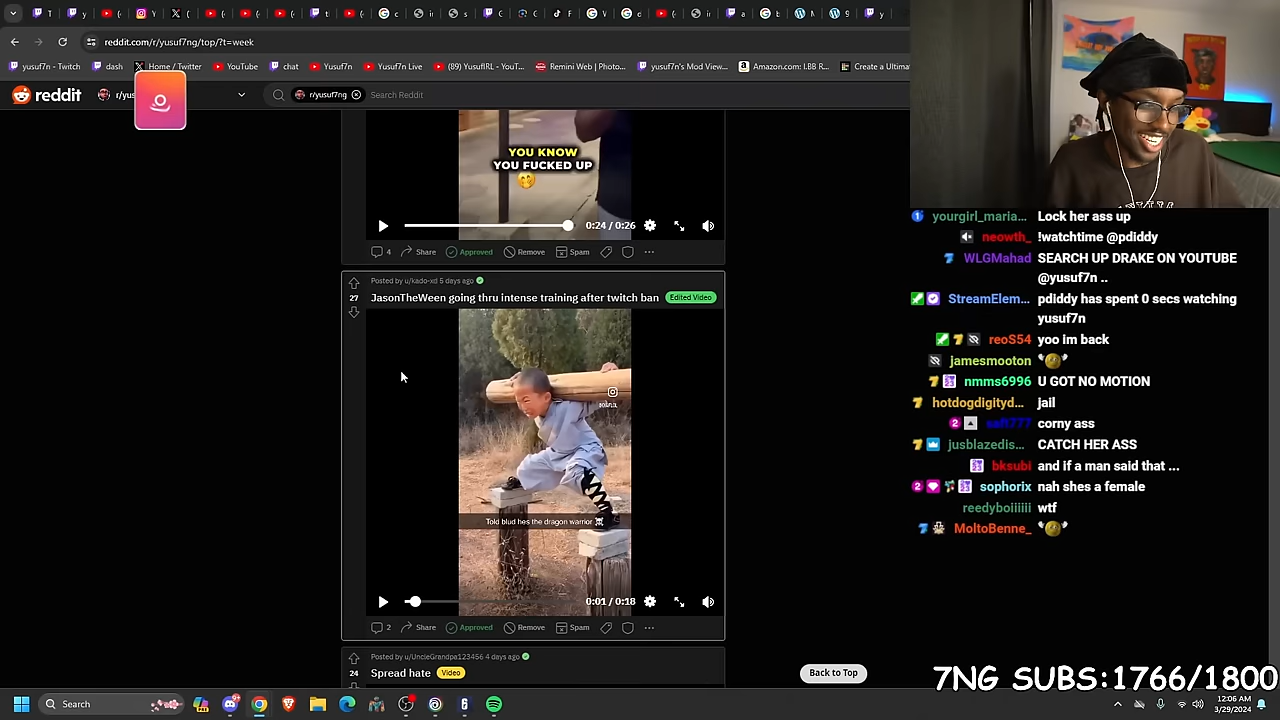 reddit.com/r/yusuf7ng/top/?t=week
yusuf7n - Twitch
dash
Home / Twitter
YouTube
chat
Yusuf7n
Yusuf7n Live
(89) YusufIRL - YouT...
Remini Web | Photo...
yusuf7n's Mod View...
Amazon.com: LBB R...
Create a Ultima
reddit
r/yus
r/yusuf7ng
Search Reddit
YOU KNOW
YOU FUCKED UP
0:24 / 0:26
4
Share
Approved
Remove
Spam
Posted by u/kado-xd 5 days ago
27
JasonTheWeen going thru intense training after twitch ban
Edited Video
Told blud hes the dragon warrior
0:01 / 0:18
2
Share
Approved
Remove
Spam
Posted by u/UncleGrandpa123456 4 days ago
24
Spread hate
Video
Back to Top
yourgirl_maria... Lock her ass up
neowth_ !watchtime @pdiddy
WLGMahad SEARCH UP DRAKE ON YOUTUBE
@yusuf7n ..
StreamElem... pdiddy has spent 0 secs watching
yusuf7n
reoS54 yoo im back
jamesmooton
nmms6996 U GOT NO MOTION
hotdogdigityd... jail
corny ass
jusblazedis... CATCH HER ASS
bksubi and if a man said that ...
sophorix nah shes a female
reedyboiiiiii wtf
MoltoBenne_
7NG SUBS:1766/1800
Search
12:06 AM
3/29/2024